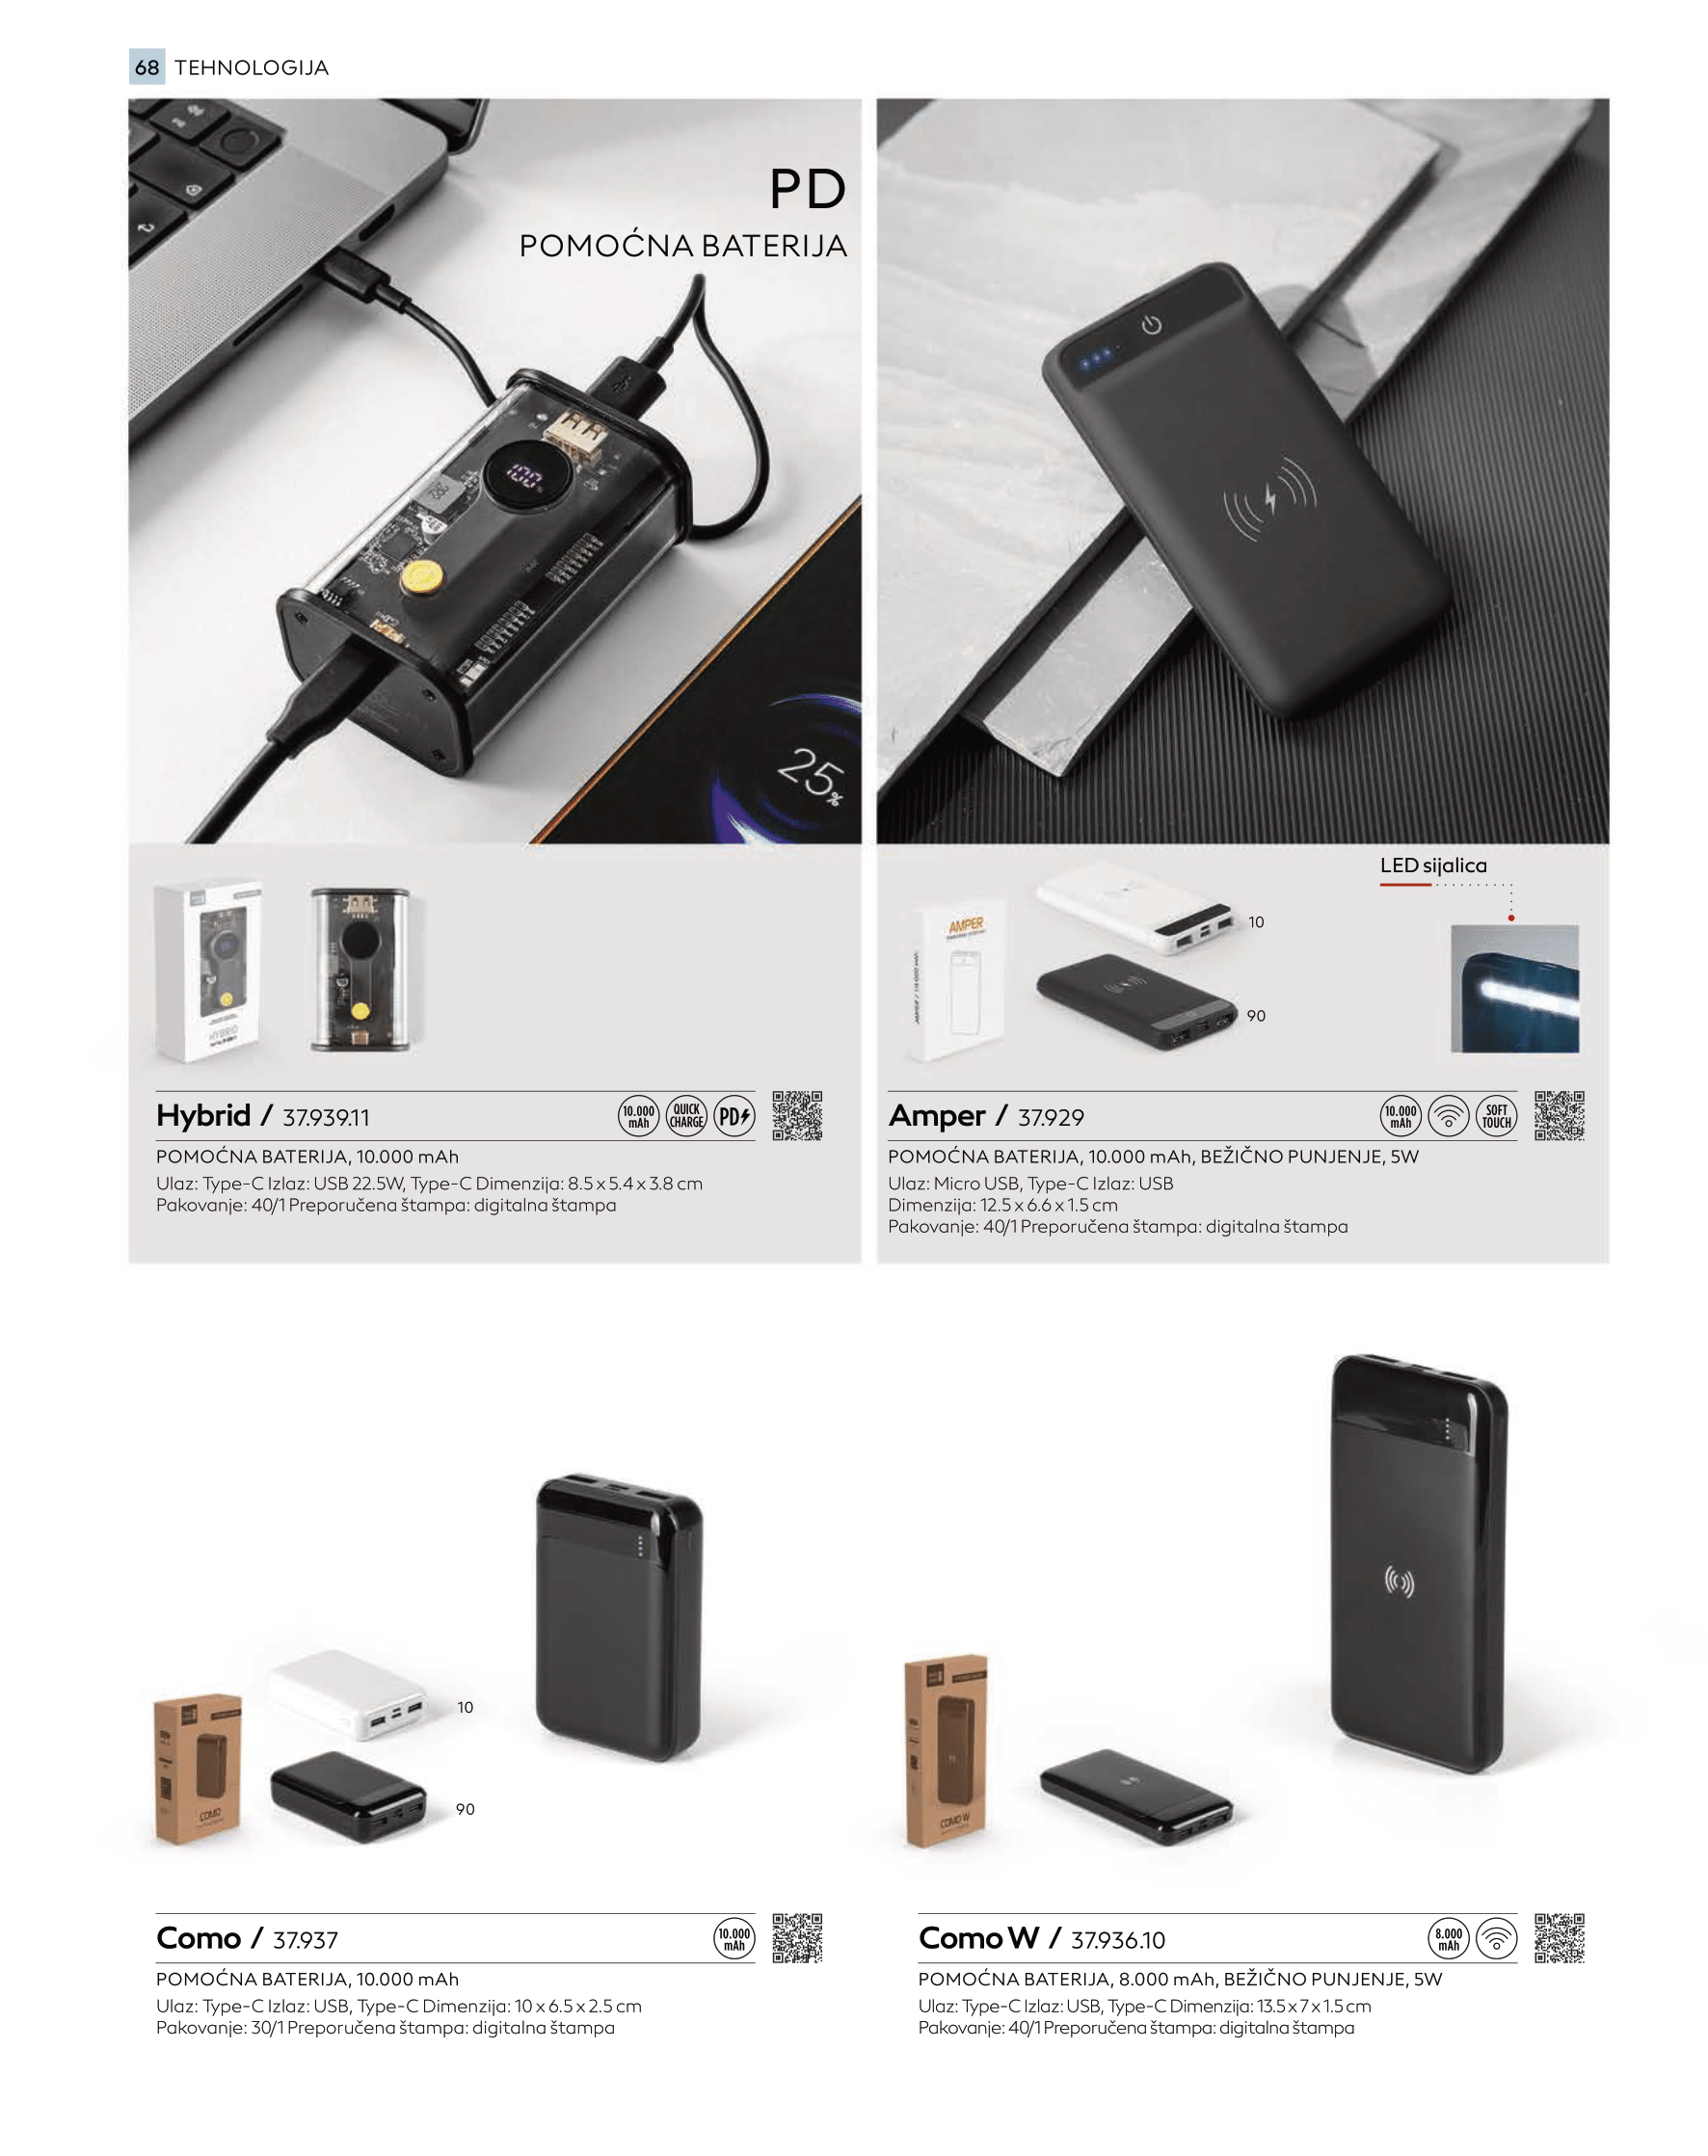 68 TEHNOLOGIJA
PD
POMOĆNA BATERIJA
100%
25%
HYBRID
Hybrid / 37.939.11
10.000 mAh
QUICK CHARGE
PD
POMOĆNA BATERIJA, 10.000 mAh
Ulaz: Type-C Izlaz: USB 22.5W, Type-C Dimenzija: 8.5 x 5.4 x 3.8 cm
Pakovanje: 40/1 Preporučena štampa: digitalna štampa
LED sijalica
AMPER
10
90
Amper / 37.929
10.000 mAh
SOFT TOUCH
POMOĆNA BATERIJA, 10.000 mAh, BEŽIČNO PUNJENJE, 5W
Ulaz: Micro USB, Type-C Izlaz: USB
Dimenzija: 12.5 x 6.6 x 1.5 cm
Pakovanje: 40/1 Preporučena štampa: digitalna štampa
10
90
COMO
Como / 37.937
10.000 mAh
POMOĆNA BATERIJA, 10.000 mAh
Ulaz: Type-C Izlaz: USB, Type-C Dimenzija: 10 x 6.5 x 2.5 cm
Pakovanje: 30/1 Preporučena štampa: digitalna štampa
COMO W
Como W / 37.936.10
8.000 mAh
POMOĆNA BATERIJA, 8.000 mAh, BEŽIČNO PUNJENJE, 5W
Ulaz: Type-C Izlaz: USB, Type-C Dimenzija: 13.5 x 7 x 1.5 cm
Pakovanje: 40/1 Preporučena štampa: digitalna štampa